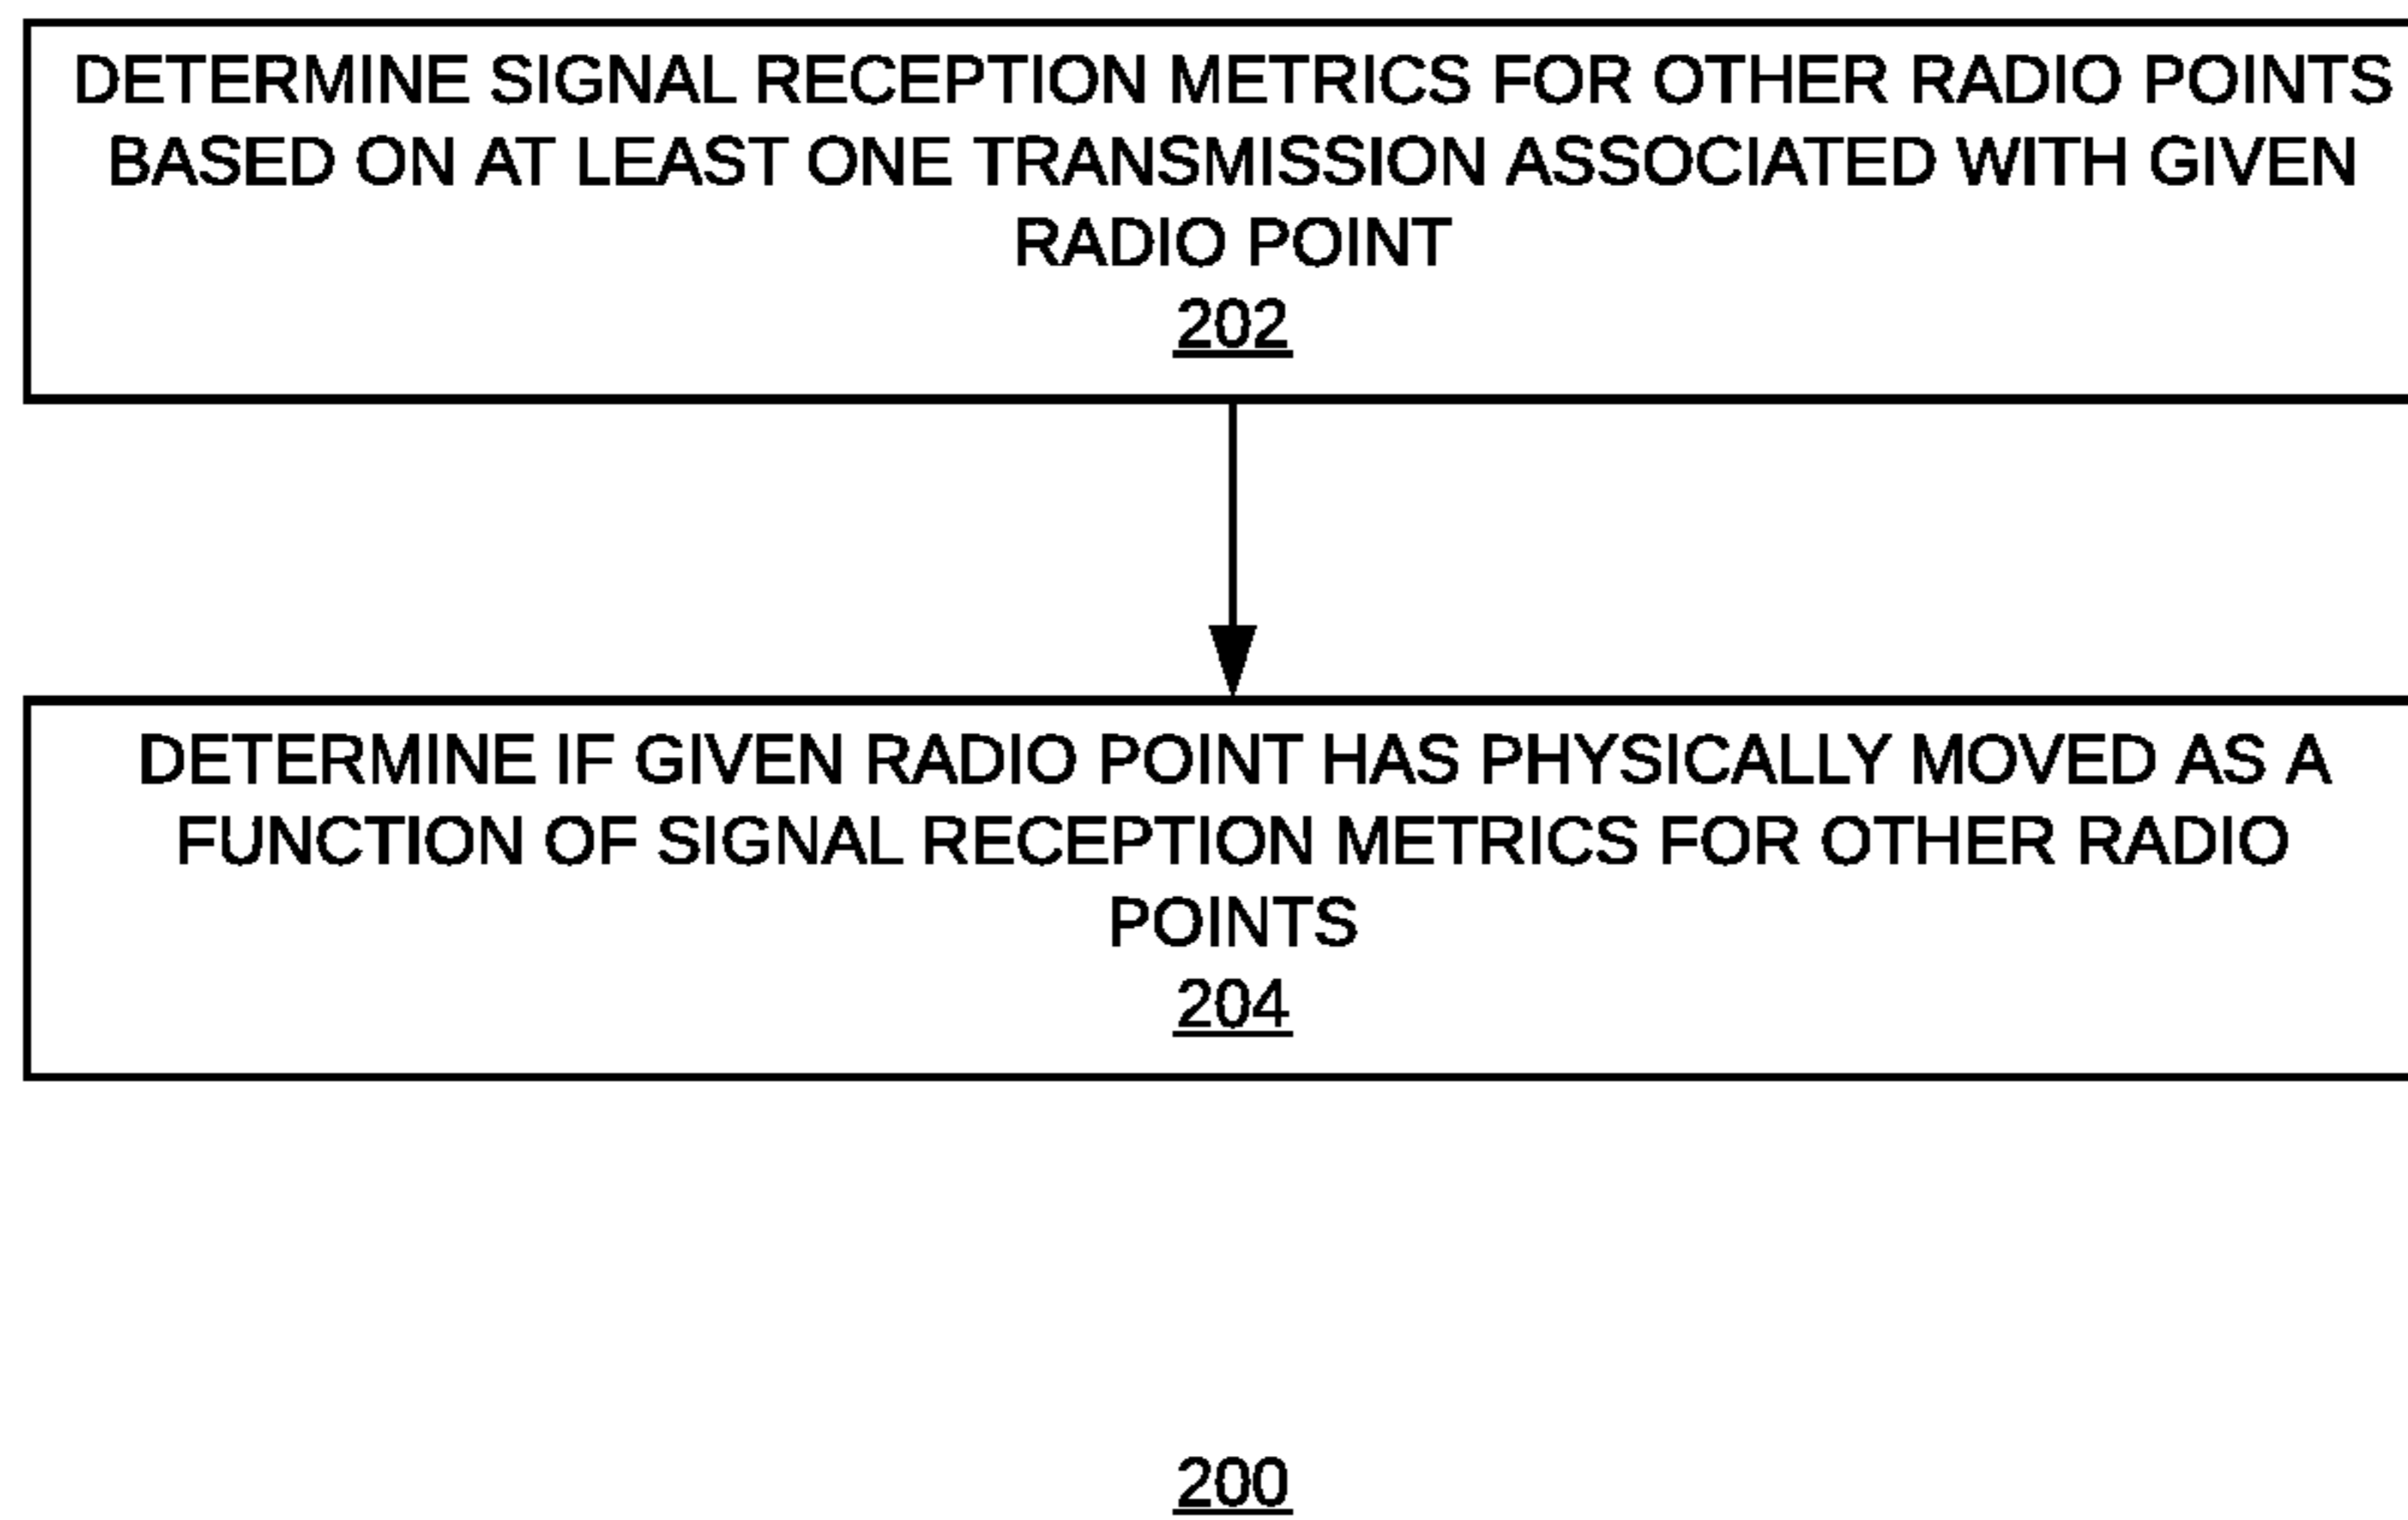 DETERMINE SIGNAL RECEPTION METRICS FOR OTHER RADIO POINTS
BASED ON AT LEAST ONE TRANSMISSION ASSOCIATED WITH GIVEN
RADIO POINT
202
DETERMINE IF GIVEN RADIO POINT HAS PHYSICALLY MOVED AS A
FUNCTION OF SIGNAL RECEPTION METRICS FOR OTHER RADIO
POINTS
204
200